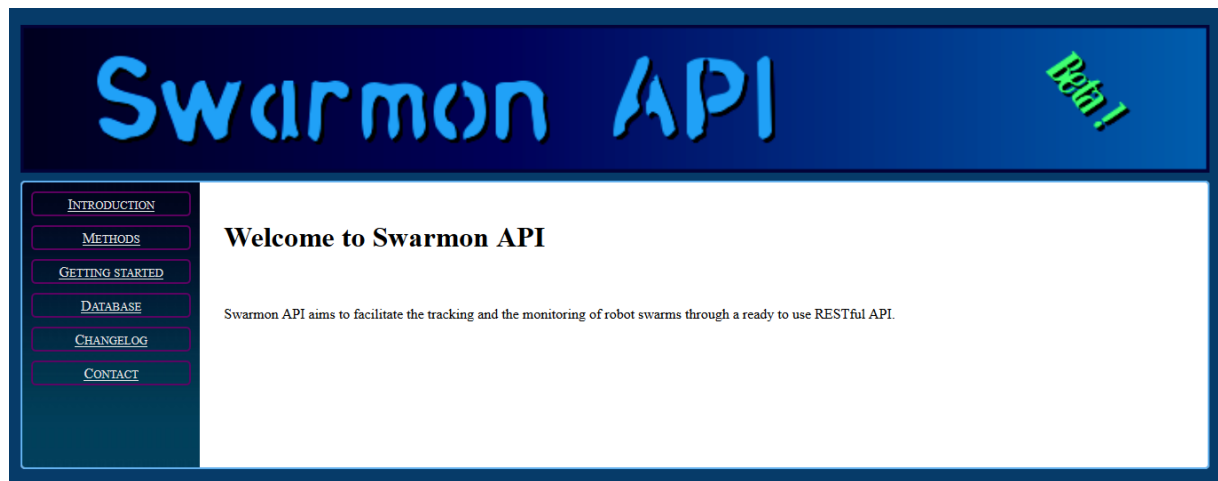 Swarmon API
Beta !
INTRODUCTION
METHODS
GETTING STARTED
DATABASE
CHANGELOG
CONTACT
Welcome to Swarmon API
Swarmon API aims to facilitate the tracking and the monitoring of robot swarms through a ready to use RESTful API.